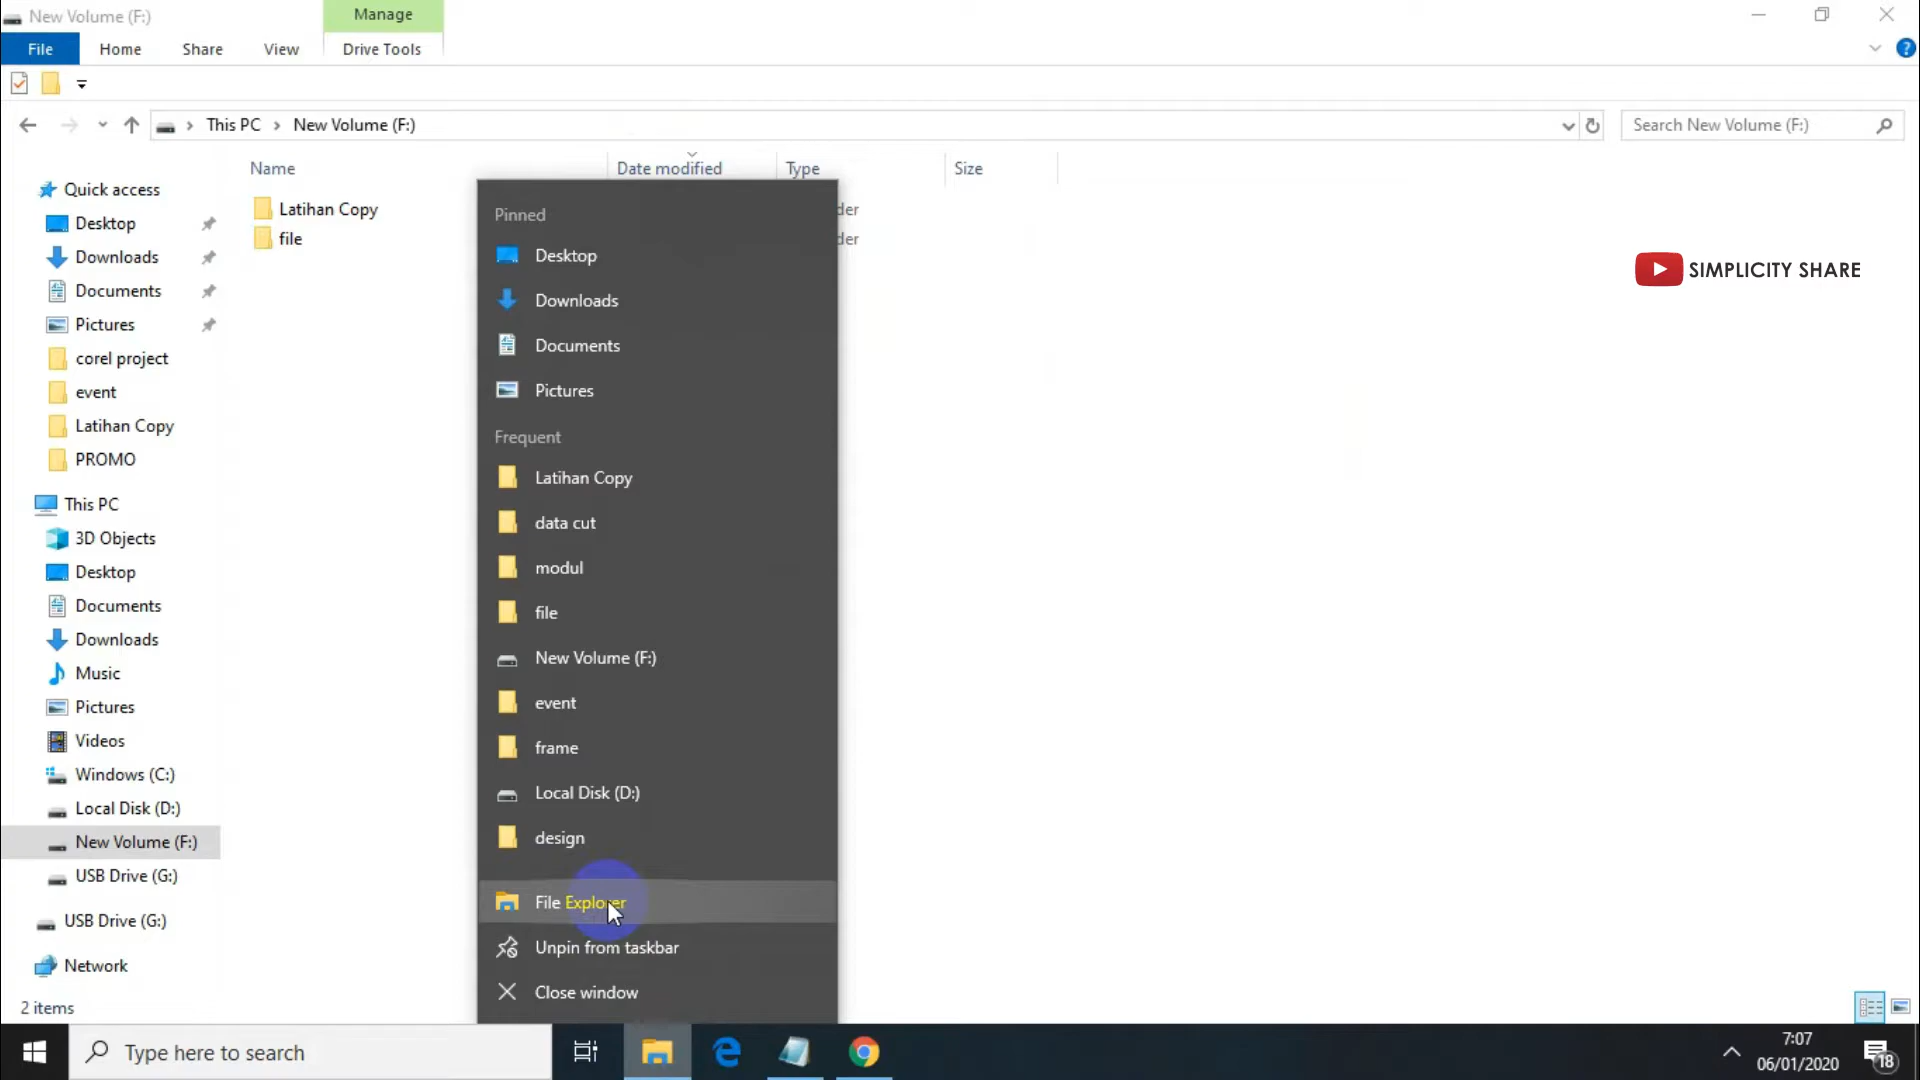 New Volume (F:)
Manage
File
Home
Share
View
Drive Tools
This PC
New Volume (F:)
Search New Volume (F:)
Name
Date modified
Type
Size
Quick access
Desktop
Downloads
Documents
Pictures
corel project
event
Latihan Copy
PROMO
This PC
3D Objects
Desktop
Documents
Downloads
Music
Pictures
Videos
Windows (C:)
Local Disk (D:)
New Volume (F:)
USB Drive (G:)
USB Drive (G:)
Network
Latihan Copy
der
file
der
Pinned
Desktop
Downloads
Documents
Pictures
Frequent
Latihan Copy
data cut
modul
file
New Volume (F:)
event
frame
Local Disk (D:)
design
File Explorer
Unpin from taskbar
Close window
SIMPLICITY SHARE
2 items
Type here to search
7:07
06/01/2020
18